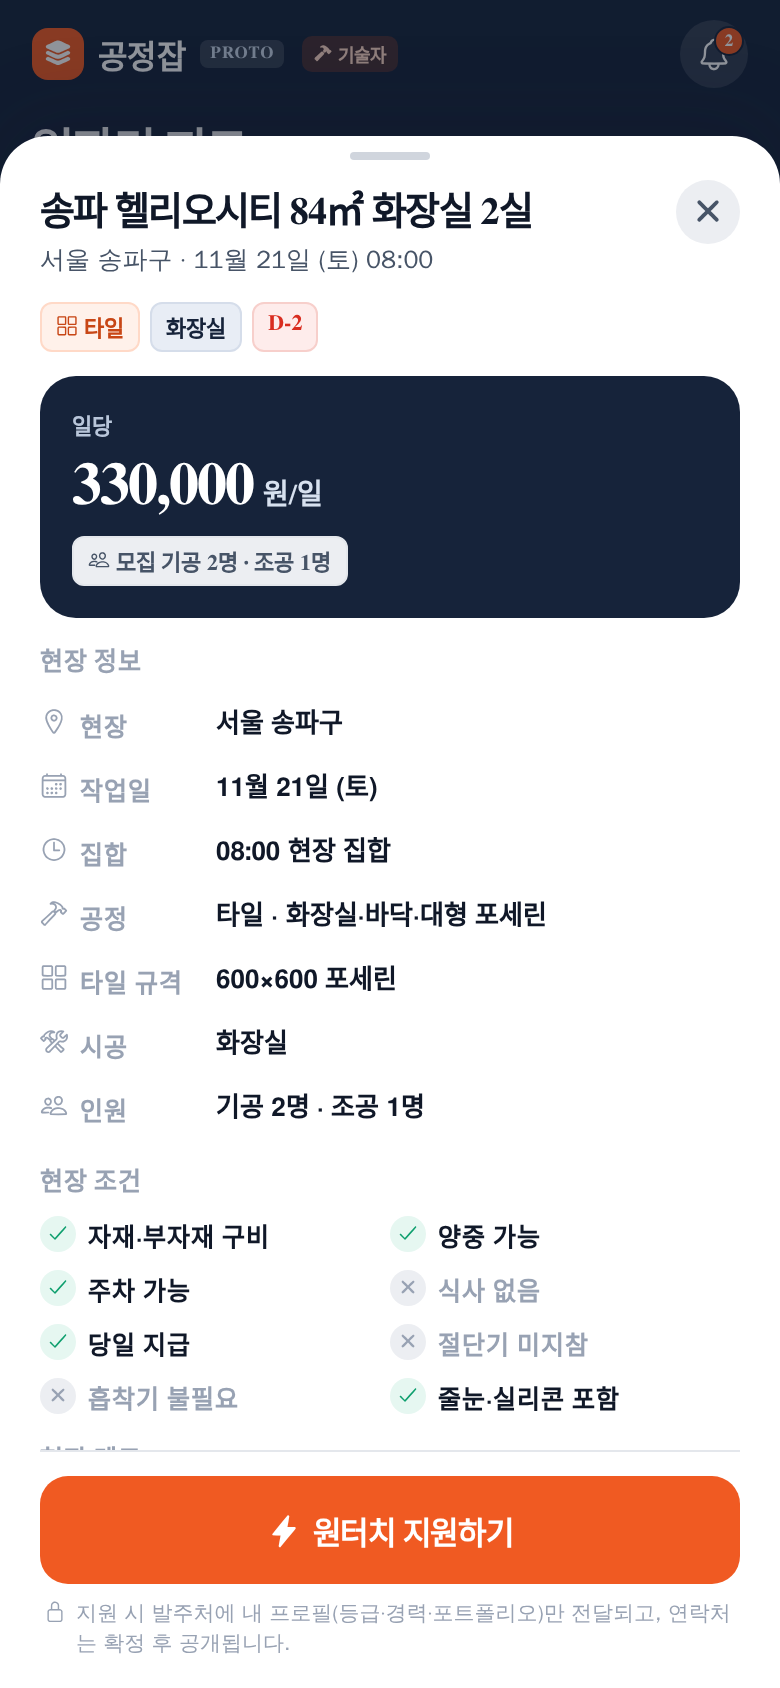 공정잡 PROTO 기술자 2
송파 헬리오시티 84㎡ 화장실 2실
서울 송파구 · 11월 21일 (토) 08:00
타일 화장실 D-2
일당
330,000 원/일
모집 기공 2명 · 조공 1명
현장 정보
현장 서울 송파구
작업일 11월 21일 (토)
집합 08:00 현장 집합
공정 타일 · 화장실·바닥·대형 포세린
타일 규격 600×600 포세린
시공 화장실
인원 기공 2명 · 조공 1명
현장 조건
자재·부자재 구비 양중 가능
주차 가능 식사 없음
당일 지급 절단기 미지참
흡착기 불필요 줄눈·실리콘 포함
원터치 지원하기
지원 시 발주처에 내 프로필(등급·경력·포트폴리오)만 전달되고, 연락처
는 확정 후 공개됩니다.